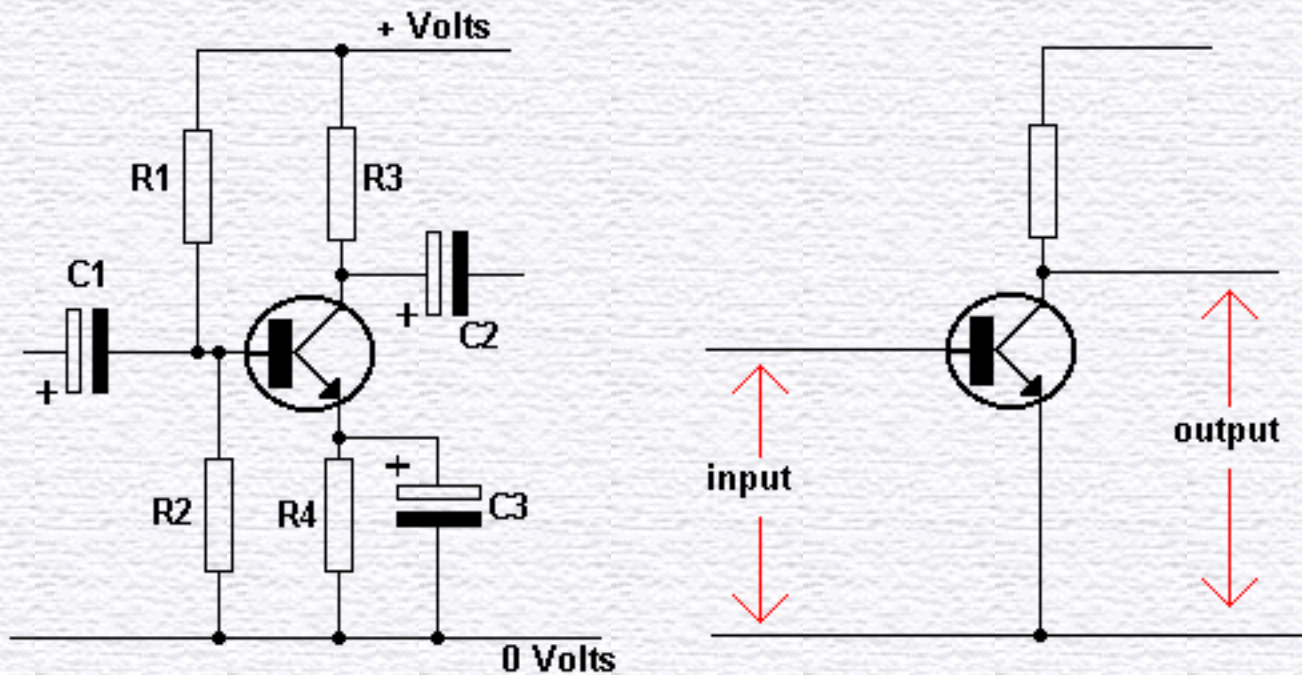 + Volts
R1
R3
C1
+
+
C2
input
output
+
R2
R4
C3
0 Volts